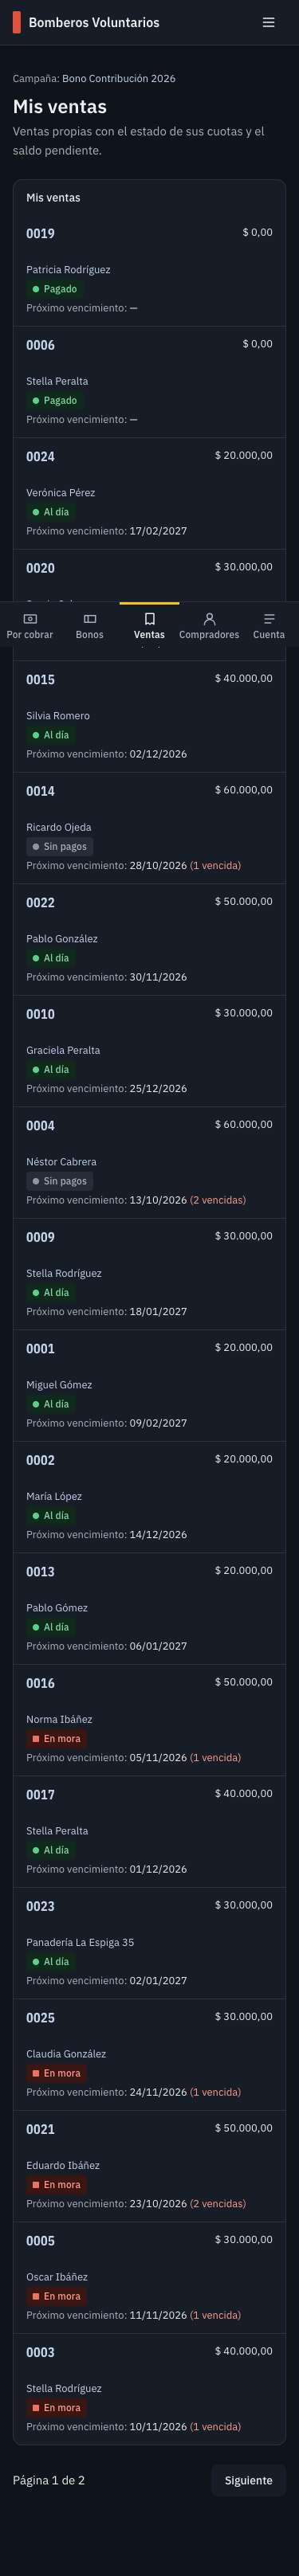 Bomberos Voluntarios
Campaña: Bono Contribución 2026
Mis ventas
Ventas propias con el estado de sus cuotas y el
saldo pendiente.
Mis ventas
0019 $ 0,00
Patricia Rodríguez
Pagado
Próximo vencimiento: —
0006 $ 0,00
Stella Peralta
Pagado
Próximo vencimiento: —
0024 $ 20.000,00
Verónica Pérez
Al día
Próximo vencimiento: 17/02/2027
0020 $ 30.000,00
Por cobrar Bonos Ventas Compradores Cuenta
0015 $ 40.000,00
Silvia Romero
Al día
Próximo vencimiento: 02/12/2026
0014 $ 60.000,00
Ricardo Ojeda
Sin pagos
Próximo vencimiento: 28/10/2026 (1 vencida)
0022 $ 50.000,00
Pablo González
Al día
Próximo vencimiento: 30/11/2026
0010 $ 30.000,00
Graciela Peralta
Al día
Próximo vencimiento: 25/12/2026
0004 $ 60.000,00
Néstor Cabrera
Sin pagos
Próximo vencimiento: 13/10/2026 (2 vencidas)
0009 $ 30.000,00
Stella Rodríguez
Al día
Próximo vencimiento: 18/01/2027
0001 $ 20.000,00
Miguel Gómez
Al día
Próximo vencimiento: 09/02/2027
0002 $ 20.000,00
María López
Al día
Próximo vencimiento: 14/12/2026
0013 $ 20.000,00
Pablo Gómez
Al día
Próximo vencimiento: 06/01/2027
0016 $ 50.000,00
Norma Ibáñez
En mora
Próximo vencimiento: 05/11/2026 (1 vencida)
0017 $ 40.000,00
Stella Peralta
Al día
Próximo vencimiento: 01/12/2026
0023 $ 30.000,00
Panadería La Espiga 35
Al día
Próximo vencimiento: 02/01/2027
0025 $ 30.000,00
Claudia González
En mora
Próximo vencimiento: 24/11/2026 (1 vencida)
0021 $ 50.000,00
Eduardo Ibáñez
En mora
Próximo vencimiento: 23/10/2026 (2 vencidas)
0005 $ 30.000,00
Oscar Ibáñez
En mora
Próximo vencimiento: 11/11/2026 (1 vencida)
0003 $ 40.000,00
Stella Rodríguez
En mora
Próximo vencimiento: 10/11/2026 (1 vencida)
Página 1 de 2 Siguiente